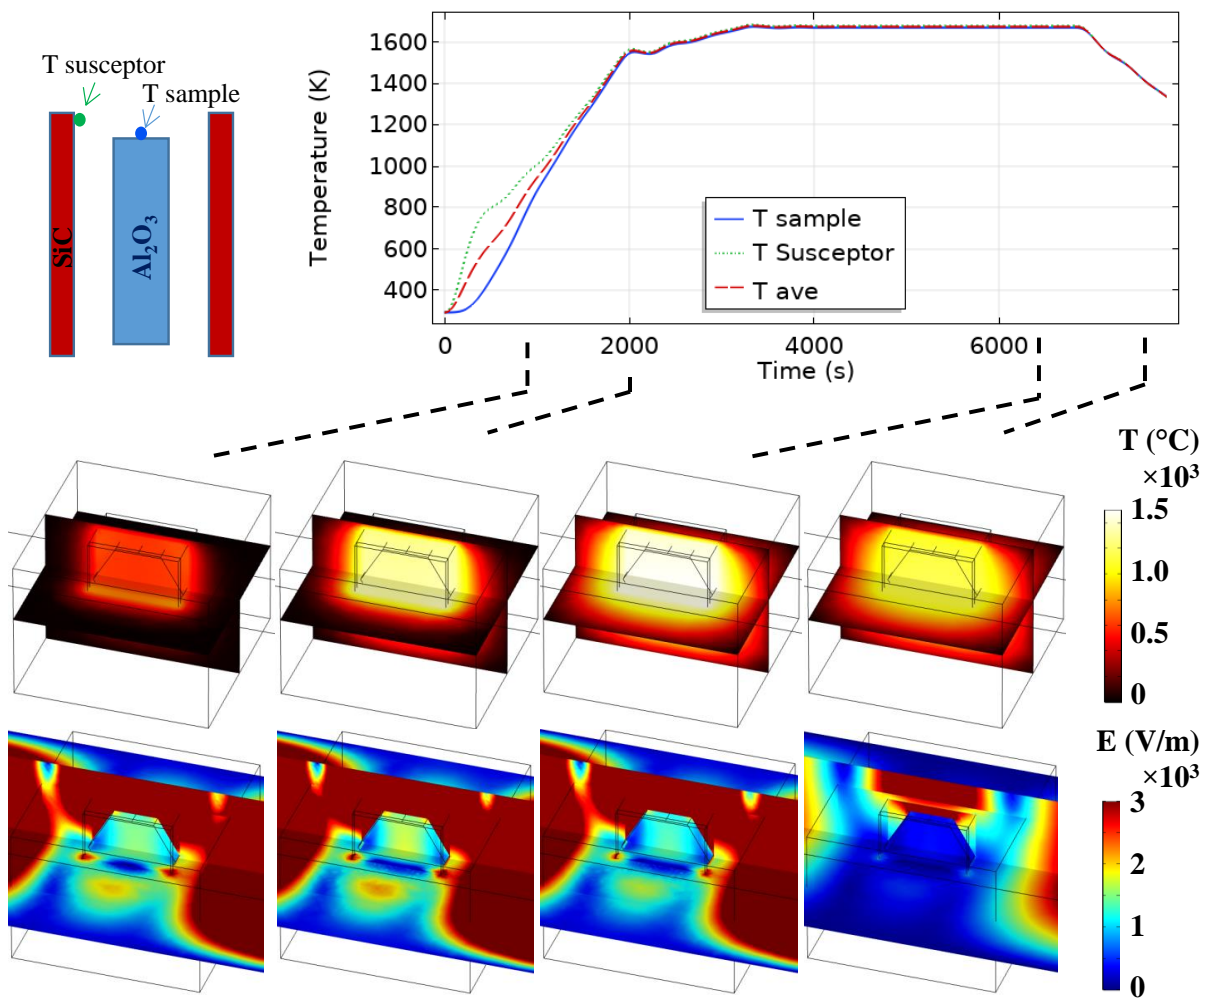 T susceptor
T sample
SiC
Al₂O₃
Temperature (K)
1600
1400
1200
1000
800
600
400
T sample
T Susceptor
T ave
0 2000 4000 6000
Time (s)
T (°C)
×10³
1.5
1.0
0.5
0
E (V/m)
×10³
3
2
1
0